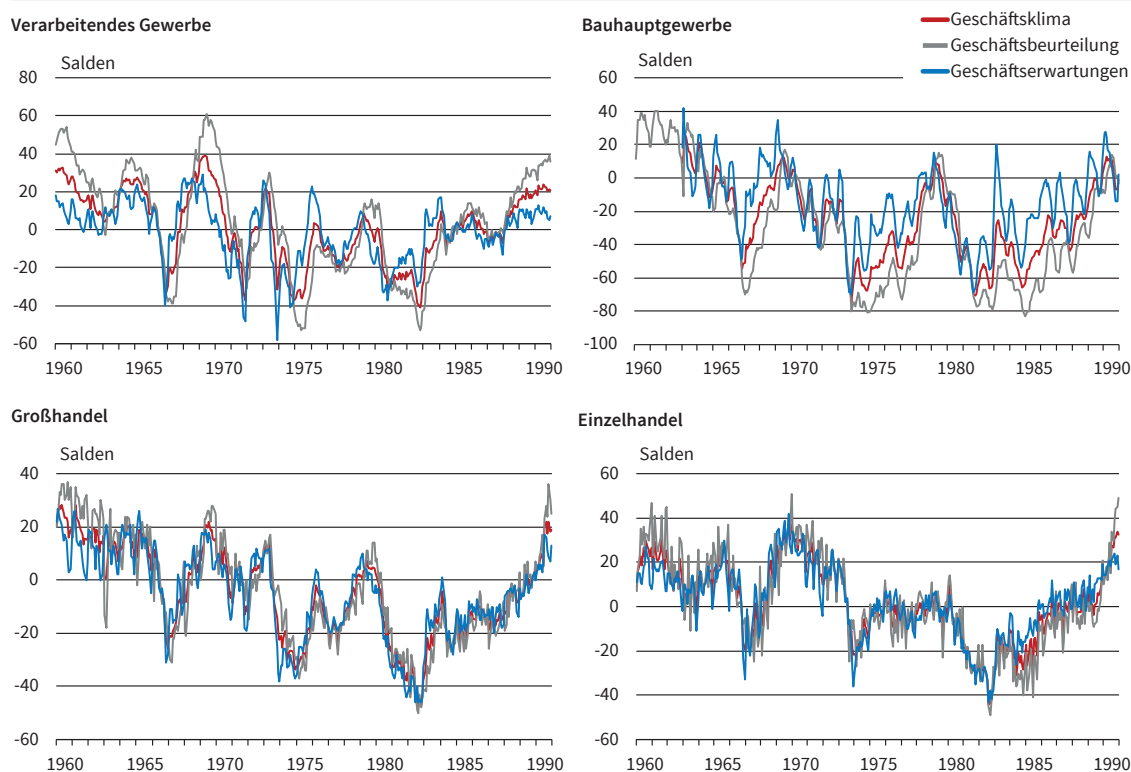 Verarbeitendes Gewerbe
Salden
80
60
40
20
0
-20
-40
-60
1960 1965 1970 1975 1980 1985 1990
Bauhauptgewerbe
Geschäftsklima
Geschäftsbeurteilung
Geschäftserwartungen
Salden
60
40
20
0
-20
-40
-60
-80
-100
1960 1965 1970 1975 1980 1985 1990
Großhandel
Salden
40
20
0
-20
-40
-60
1960 1965 1970 1975 1980 1985 1990
Einzelhandel
Salden
60
40
20
0
-20
-40
-60
1960 1965 1970 1975 1980 1985 1990